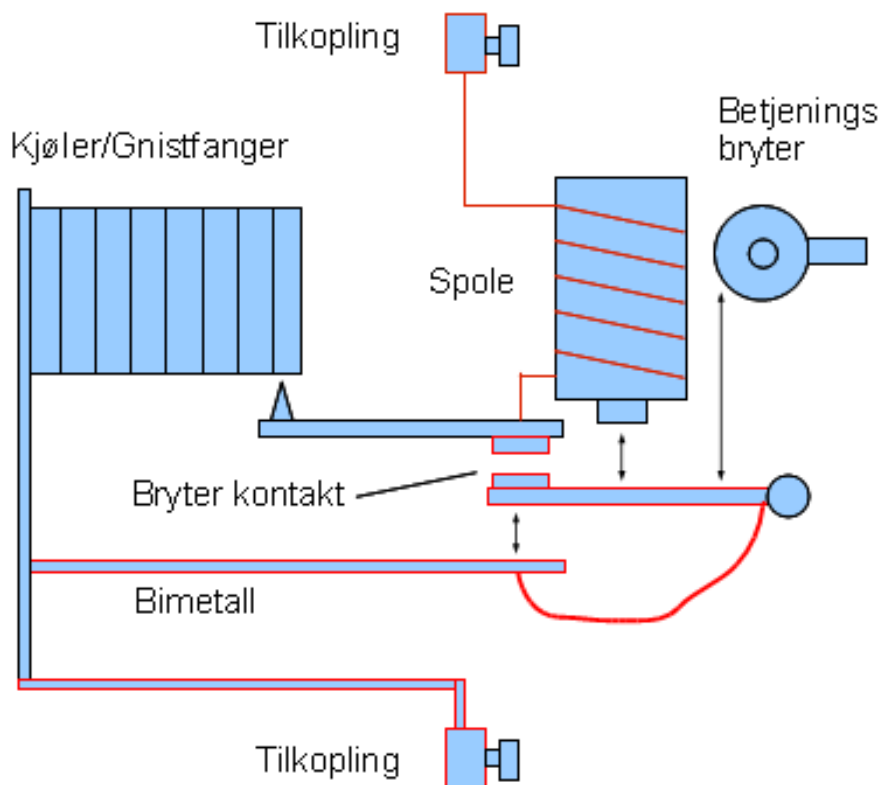 Tilkopling
Betjenings
bryter
Kjøler/Gnistfanger
Spole
Bryter kontakt
Bimetall
Tilkopling